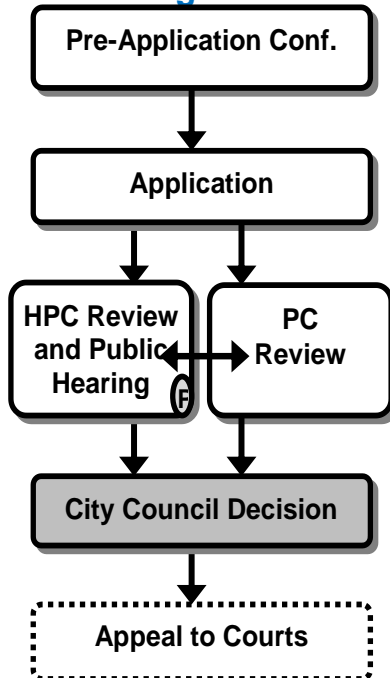 Pre-Application Conf.
Application
HPC Review
and Public
Hearing
PC
Review
City Council Decision
Appeal to Courts